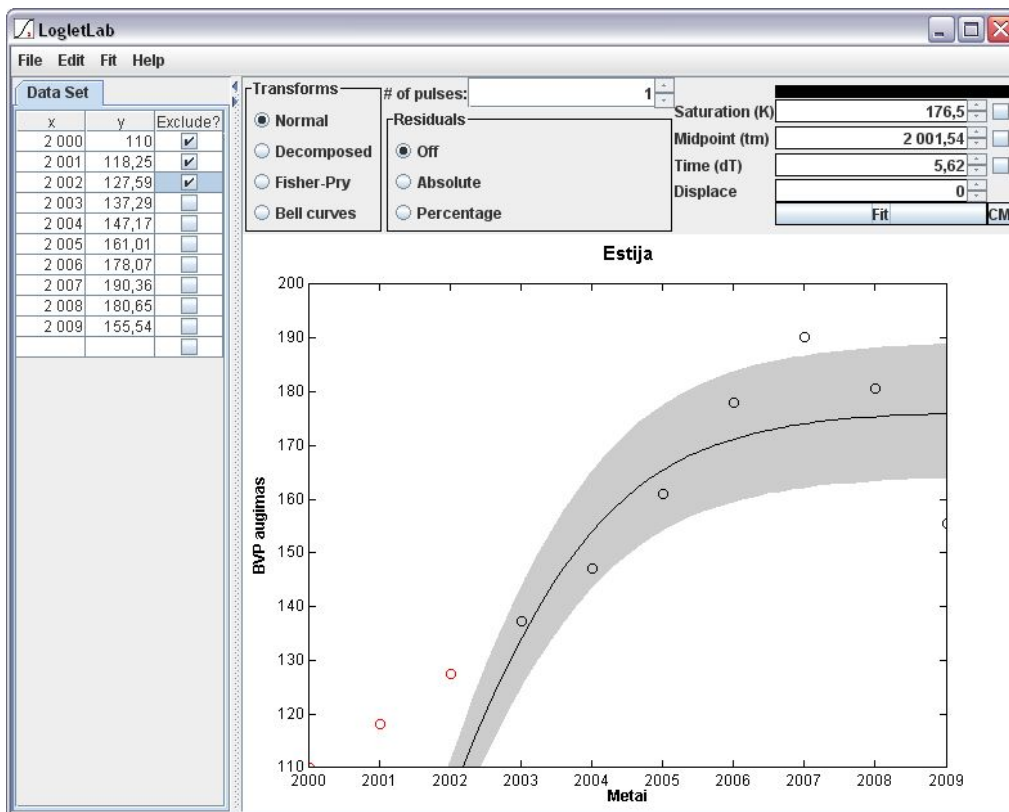 LogletLab
File Edit Fit Help
Data Set
x y Exclude?
2 000 110
2 001 118,25
2 002 127,59
2 003 137,29
2 004 147,17
2 005 161,01
2 006 178,07
2 007 190,36
2 008 180,65
2 009 155,54
Transforms
Normal
Decomposed
Fisher-Pry
Bell curves
# of pulses: 1
Residuals
Off
Absolute
Percentage
Saturation (K) 176,5
Midpoint (tm) 2 001,54
Time (dT) 5,62
Displace 0
Fit CM
Estija
200
190
180
170
160
150
140
130
120
110
BVP augimas
2000 2001 2002 2003 2004 2005 2006 2007 2008 2009
Metai